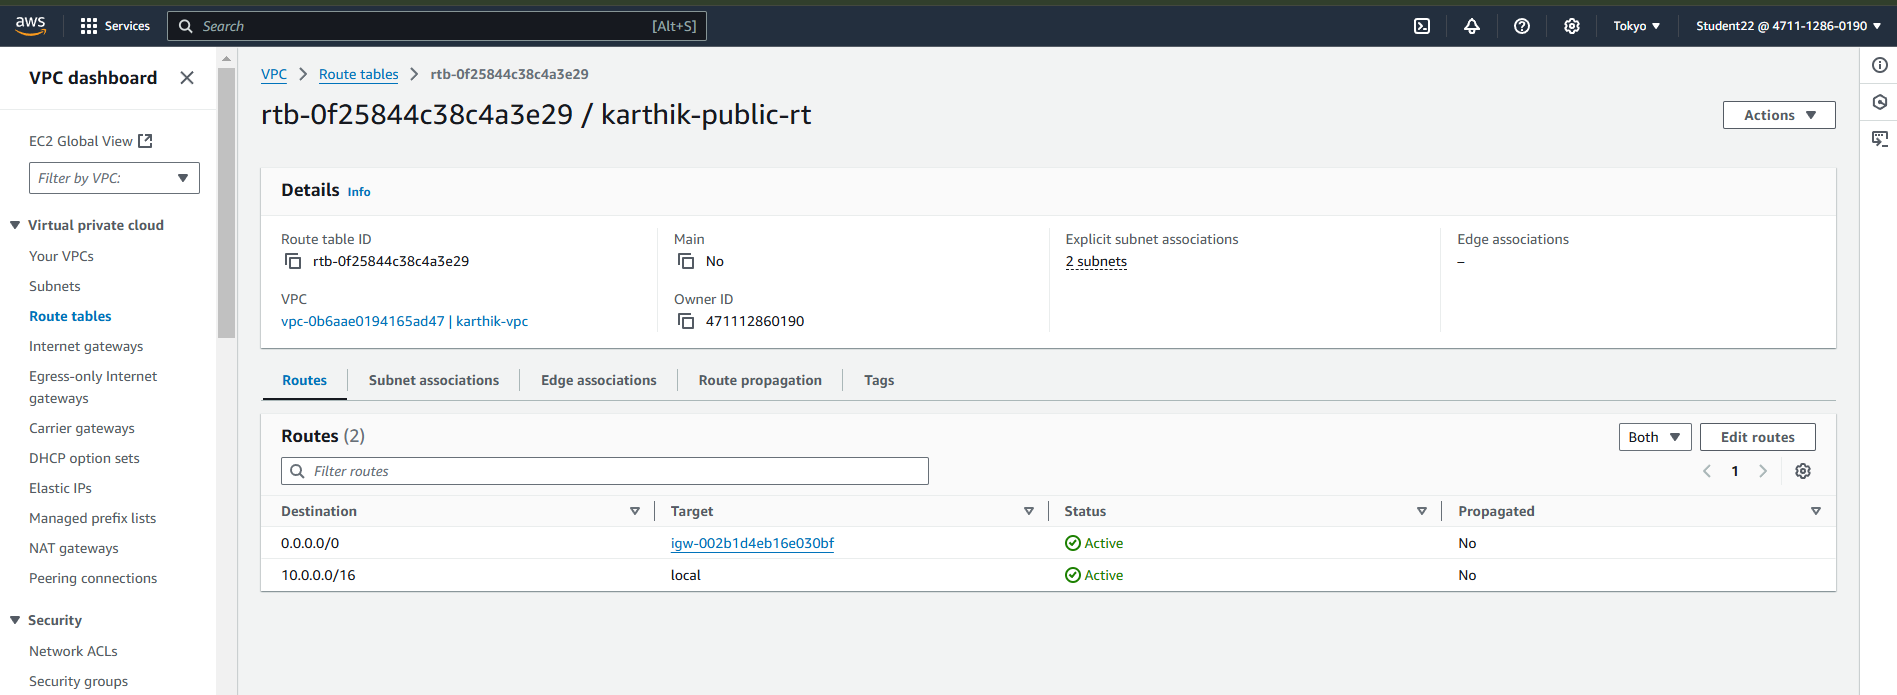 aws
Services
Search
[Alt+S]
Tokyo
Student22 @ 4711-1286-0190
VPC dashboard
EC2 Global View
Filter by VPC:
Virtual private cloud
Your VPCs
Subnets
Route tables
Internet gateways
Egress-only Internet
gateways
Carrier gateways
DHCP option sets
Elastic IPs
Managed prefix lists
NAT gateways
Peering connections
Security
Network ACLs
Security groups
VPC
Route tables
rtb-0f25844c38c4a3e29
rtb-0f25844c38c4a3e29 / karthik-public-rt
Actions
Details Info
Route table ID
rtb-0f25844c38c4a3e29
Main
No
Explicit subnet associations
2 subnets
Edge associations
–
VPC
vpc-0b6aae0194165ad47 | karthik-vpc
Owner ID
471112860190
Routes
Subnet associations
Edge associations
Route propagation
Tags
Routes (2)
Both
Edit routes
Filter routes
1
Destination Target Status Propagated
0.0.0.0/0 igw-002b1d4eb16e030bf Active No
10.0.0.0/16 local Active No